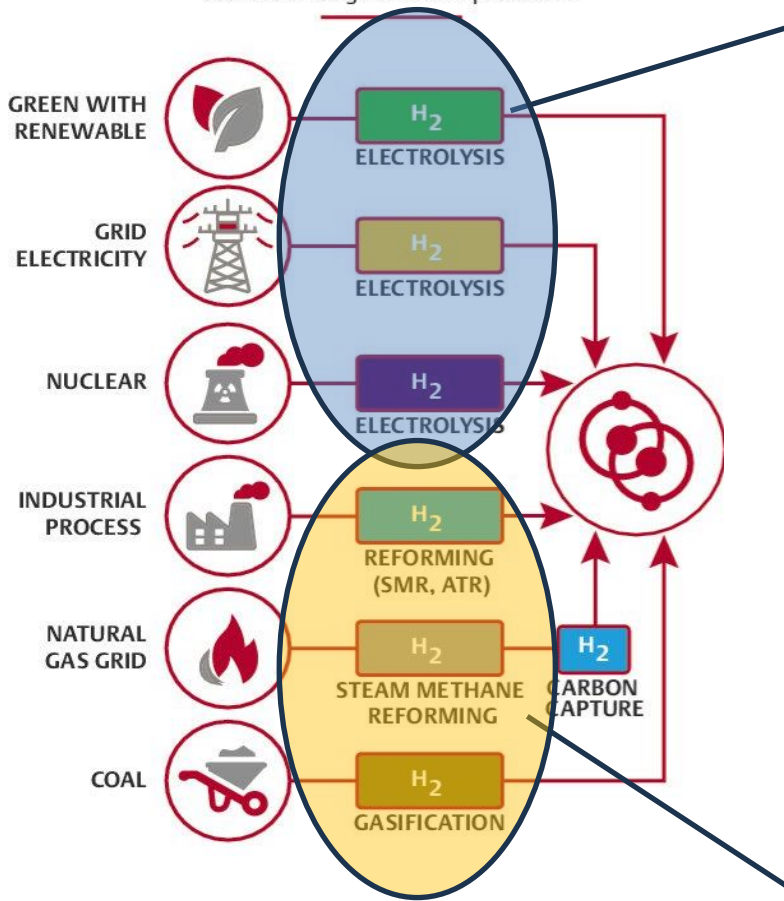 GREEN WITH
RENEWABLE
H2
ELECTROLYSIS
GRID
ELECTRICITY
H2
ELECTROLYSIS
NUCLEAR
H2
ELECTROLYSIS
INDUSTRIAL
PROCESS
H2
REFORMING
(SMR, ATR)
NATURAL
GAS GRID
H2
STEAM METHANE
REFORMING
H2
CARBON
CAPTURE
COAL
H2
GASIFICATION